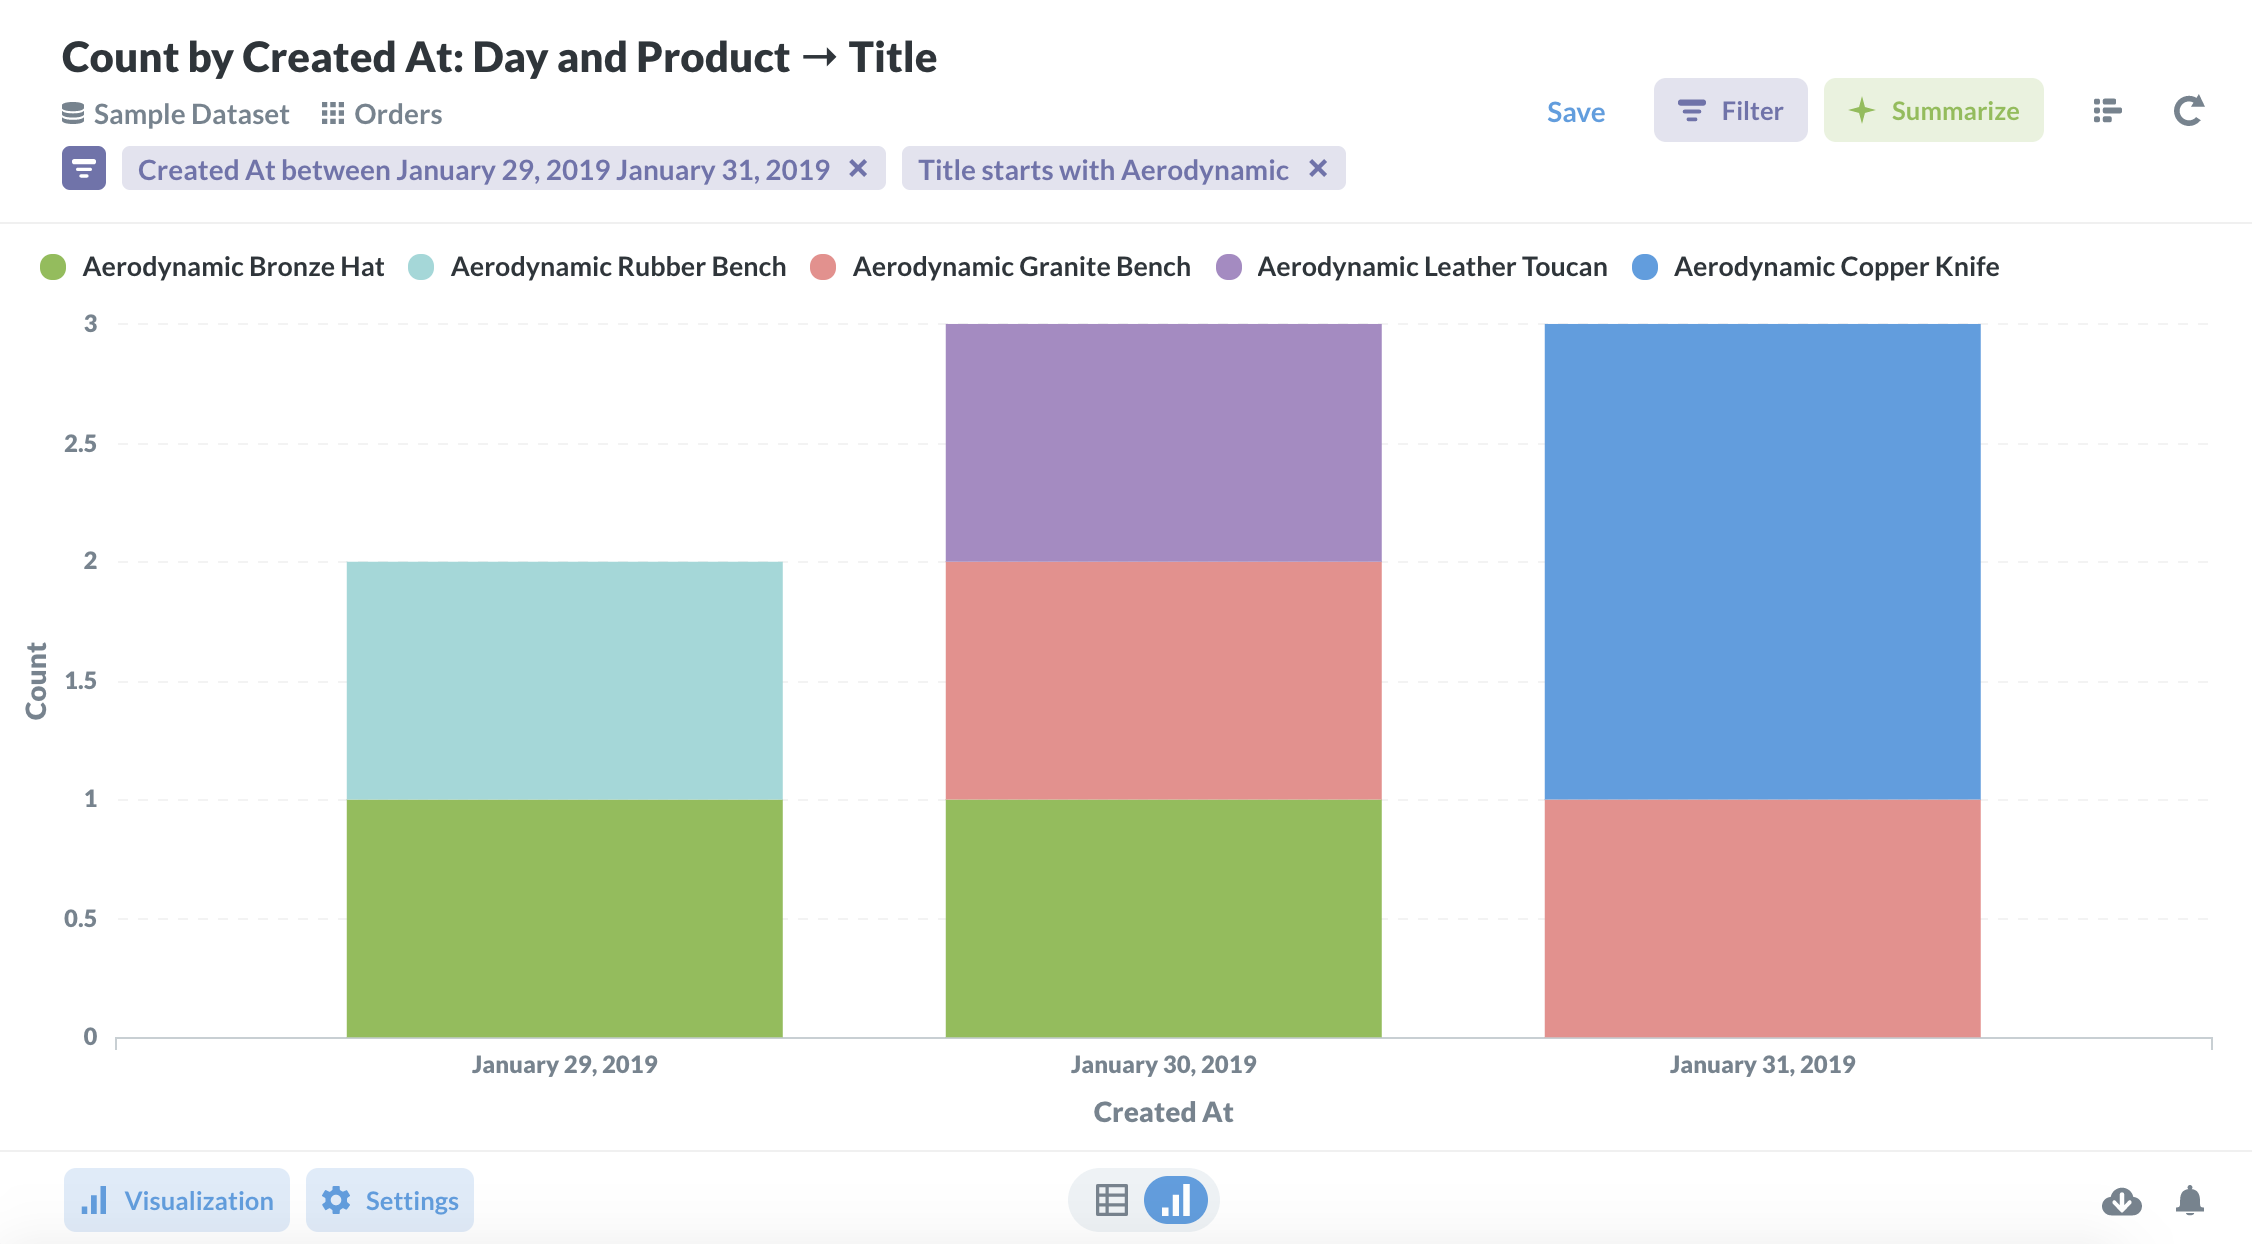 Count by Created At: Day and Product → Title
Sample Dataset Orders
Save Filter Summarize
Created At between January 29, 2019 January 31, 2019 × Title starts with Aerodynamic ×
Aerodynamic Bronze Hat Aerodynamic Rubber Bench Aerodynamic Granite Bench Aerodynamic Leather Toucan Aerodynamic Copper Knife
3
2.5
2
1.5
1
0.5
0
Count
January 29, 2019 January 30, 2019 January 31, 2019
Created At
Visualization Settings